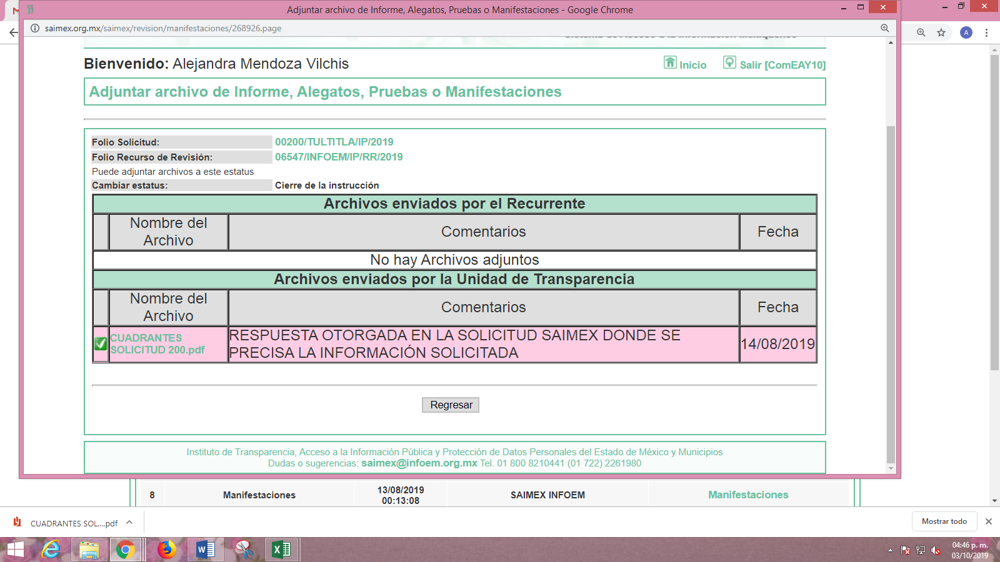 Adjuntar archivo de Informe, Alegatos, Pruebas o Manifestaciones - Google Chrome
saimex.org.mx/saimex/revision/manifestaciones/268926.page
A
Bienvenido: Alejandra Mendoza Vilchis
Inicio
Salir [ComEAY10]
Adjuntar archivo de Informe, Alegatos, Pruebas o Manifestaciones
Folio Solicitud: 00200/TULTITLA/IP/2019
Folio Recurso de Revisión: 06547/INFOEM/IP/RR/2019
Puede adjuntar archivos a este estatus
Cambiar estatus: Cierre de la instrucción
Archivos enviados por el Recurrente
Nombre del
Archivo
Comentarios
Fecha
No hay Archivos adjuntos
Archivos enviados por la Unidad de Transparencia
Nombre del
Archivo
Comentarios
Fecha
CUADRANTES
SOLICITUD 200.pdf
RESPUESTA OTORGADA EN LA SOLICITUD SAIMEX DONDE SE
PRECISA LA INFORMACIÓN SOLICITADA
14/08/2019
Regresar
Instituto de Transparencia, Acceso a la Información Pública y Protección de Datos Personales del Estado de México y Municipios
Dudas o sugerencias: saimex@infoem.org.mx Tel. 01 800 8210441 (01 722) 2261980
8
Manifestaciones
13/08/2019
00:13:08
SAIMEX INFOEM
Manifestaciones
CUADRANTES SOL....pdf
Mostrar todo
04:46 p. m.
03/10/2019